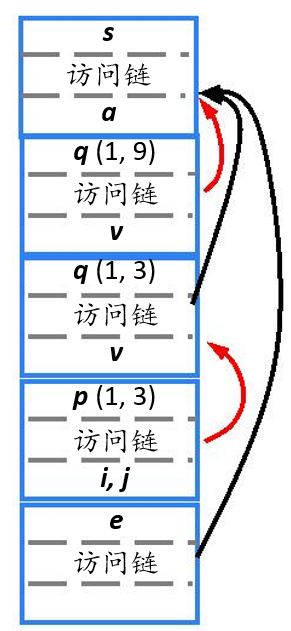 s
访问链
a
q (1, 9)
访问链
v
q (1, 3)
访问链
v
p (1, 3)
访问链
i, j
e
访问链